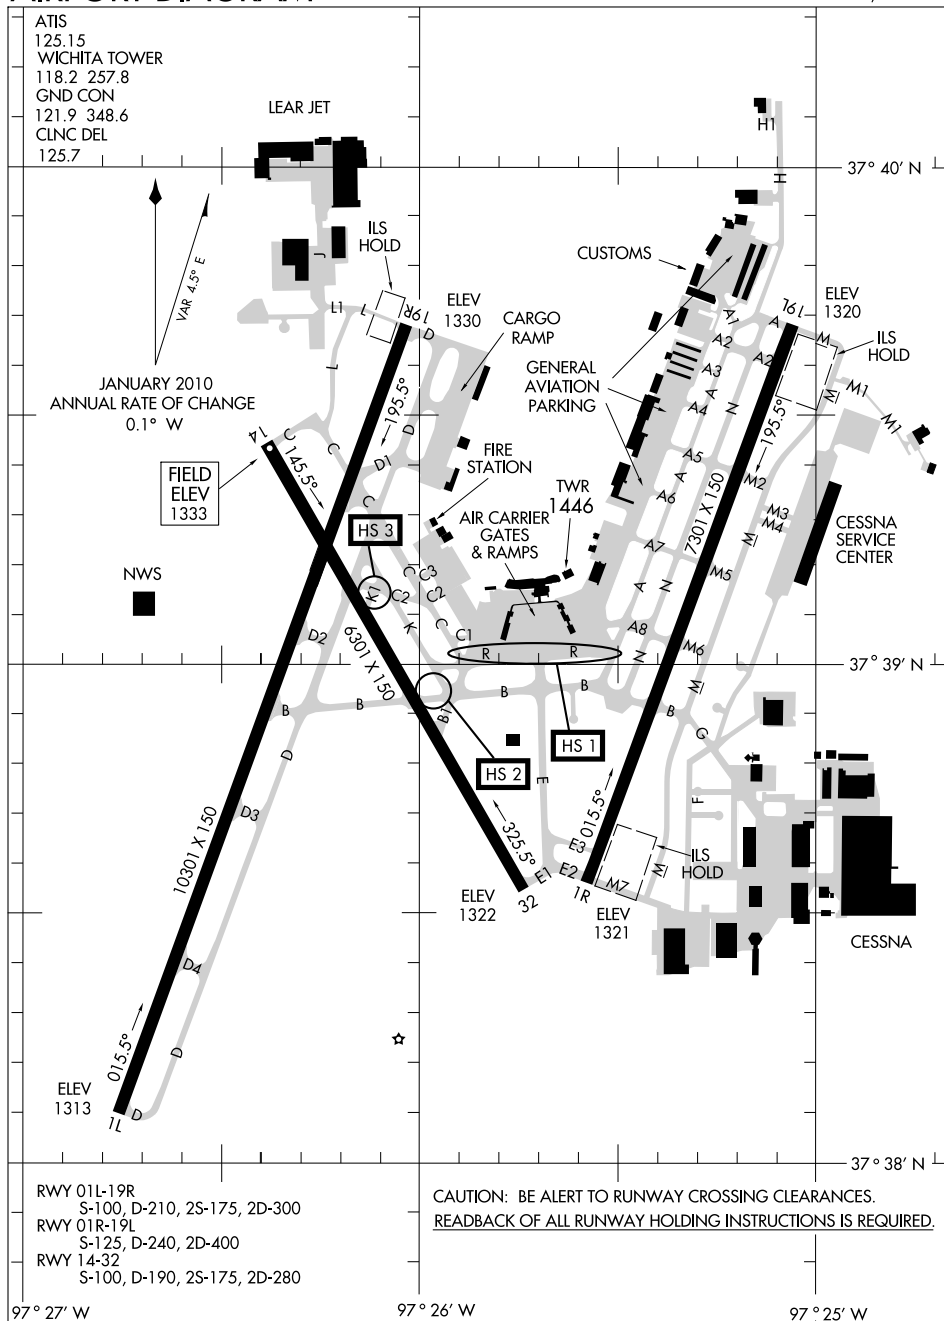 AIRPORT DIAGRAM
ATIS
125.15
WICHITA TOWER
118.2 257.8
GND CON
121.9 348.6
CLNC DEL
125.7
LEAR JET
H1
37° 40' N
H
ILS
HOLD
CUSTOMS
J
VAR 4.5° E
L1
L
19R
D
ELEV
1330
CARGO
RAMP
A1
19L
ELEV
1320
A
M
ILS
HOLD
A2
A2
A3
A
N
A4
M
M1
M1
GENERAL
AVIATION
PARKING
L
195.5°
195.5°
JANUARY 2010
ANNUAL RATE OF CHANGE
0.1° W
14
C
C
D
D1
145.5°
FIELD
ELEV
1333
FIRE
STATION
A5
A
A6
M2
M3
M4
TWR
1446
AIR CARRIER
GATES
& RAMPS
7301 X 150
CESSNA
SERVICE
CENTER
C
HS 3
A7
M
M5
NWS
C
C3
C2
C2
K1
K
C
C1
A
N
A8
N
M6
D2
R
R
37° 39' N
6301 X 150
M
B
B
B
B
B
B1
G
D
HS 1
HS 2
E
F
D3
10301 X 150
325.5°
015.5°
E3
ILS
HOLD
M
E1
E2
M7
ELEV
1322
32
1R
ELEV
1321
CESSNA
D4
D
015.5°
ELEV
1313
1L
D
37° 38' N
RWY 01L-19R
S-100, D-210, 2S-175, 2D-300
RWY 01R-19L
S-125, D-240, 2D-400
RWY 14-32
S-100, D-190, 2S-175, 2D-280
CAUTION: BE ALERT TO RUNWAY CROSSING CLEARANCES.
READBACK OF ALL RUNWAY HOLDING INSTRUCTIONS IS REQUIRED.
97° 27' W
97° 26' W
97° 25' W